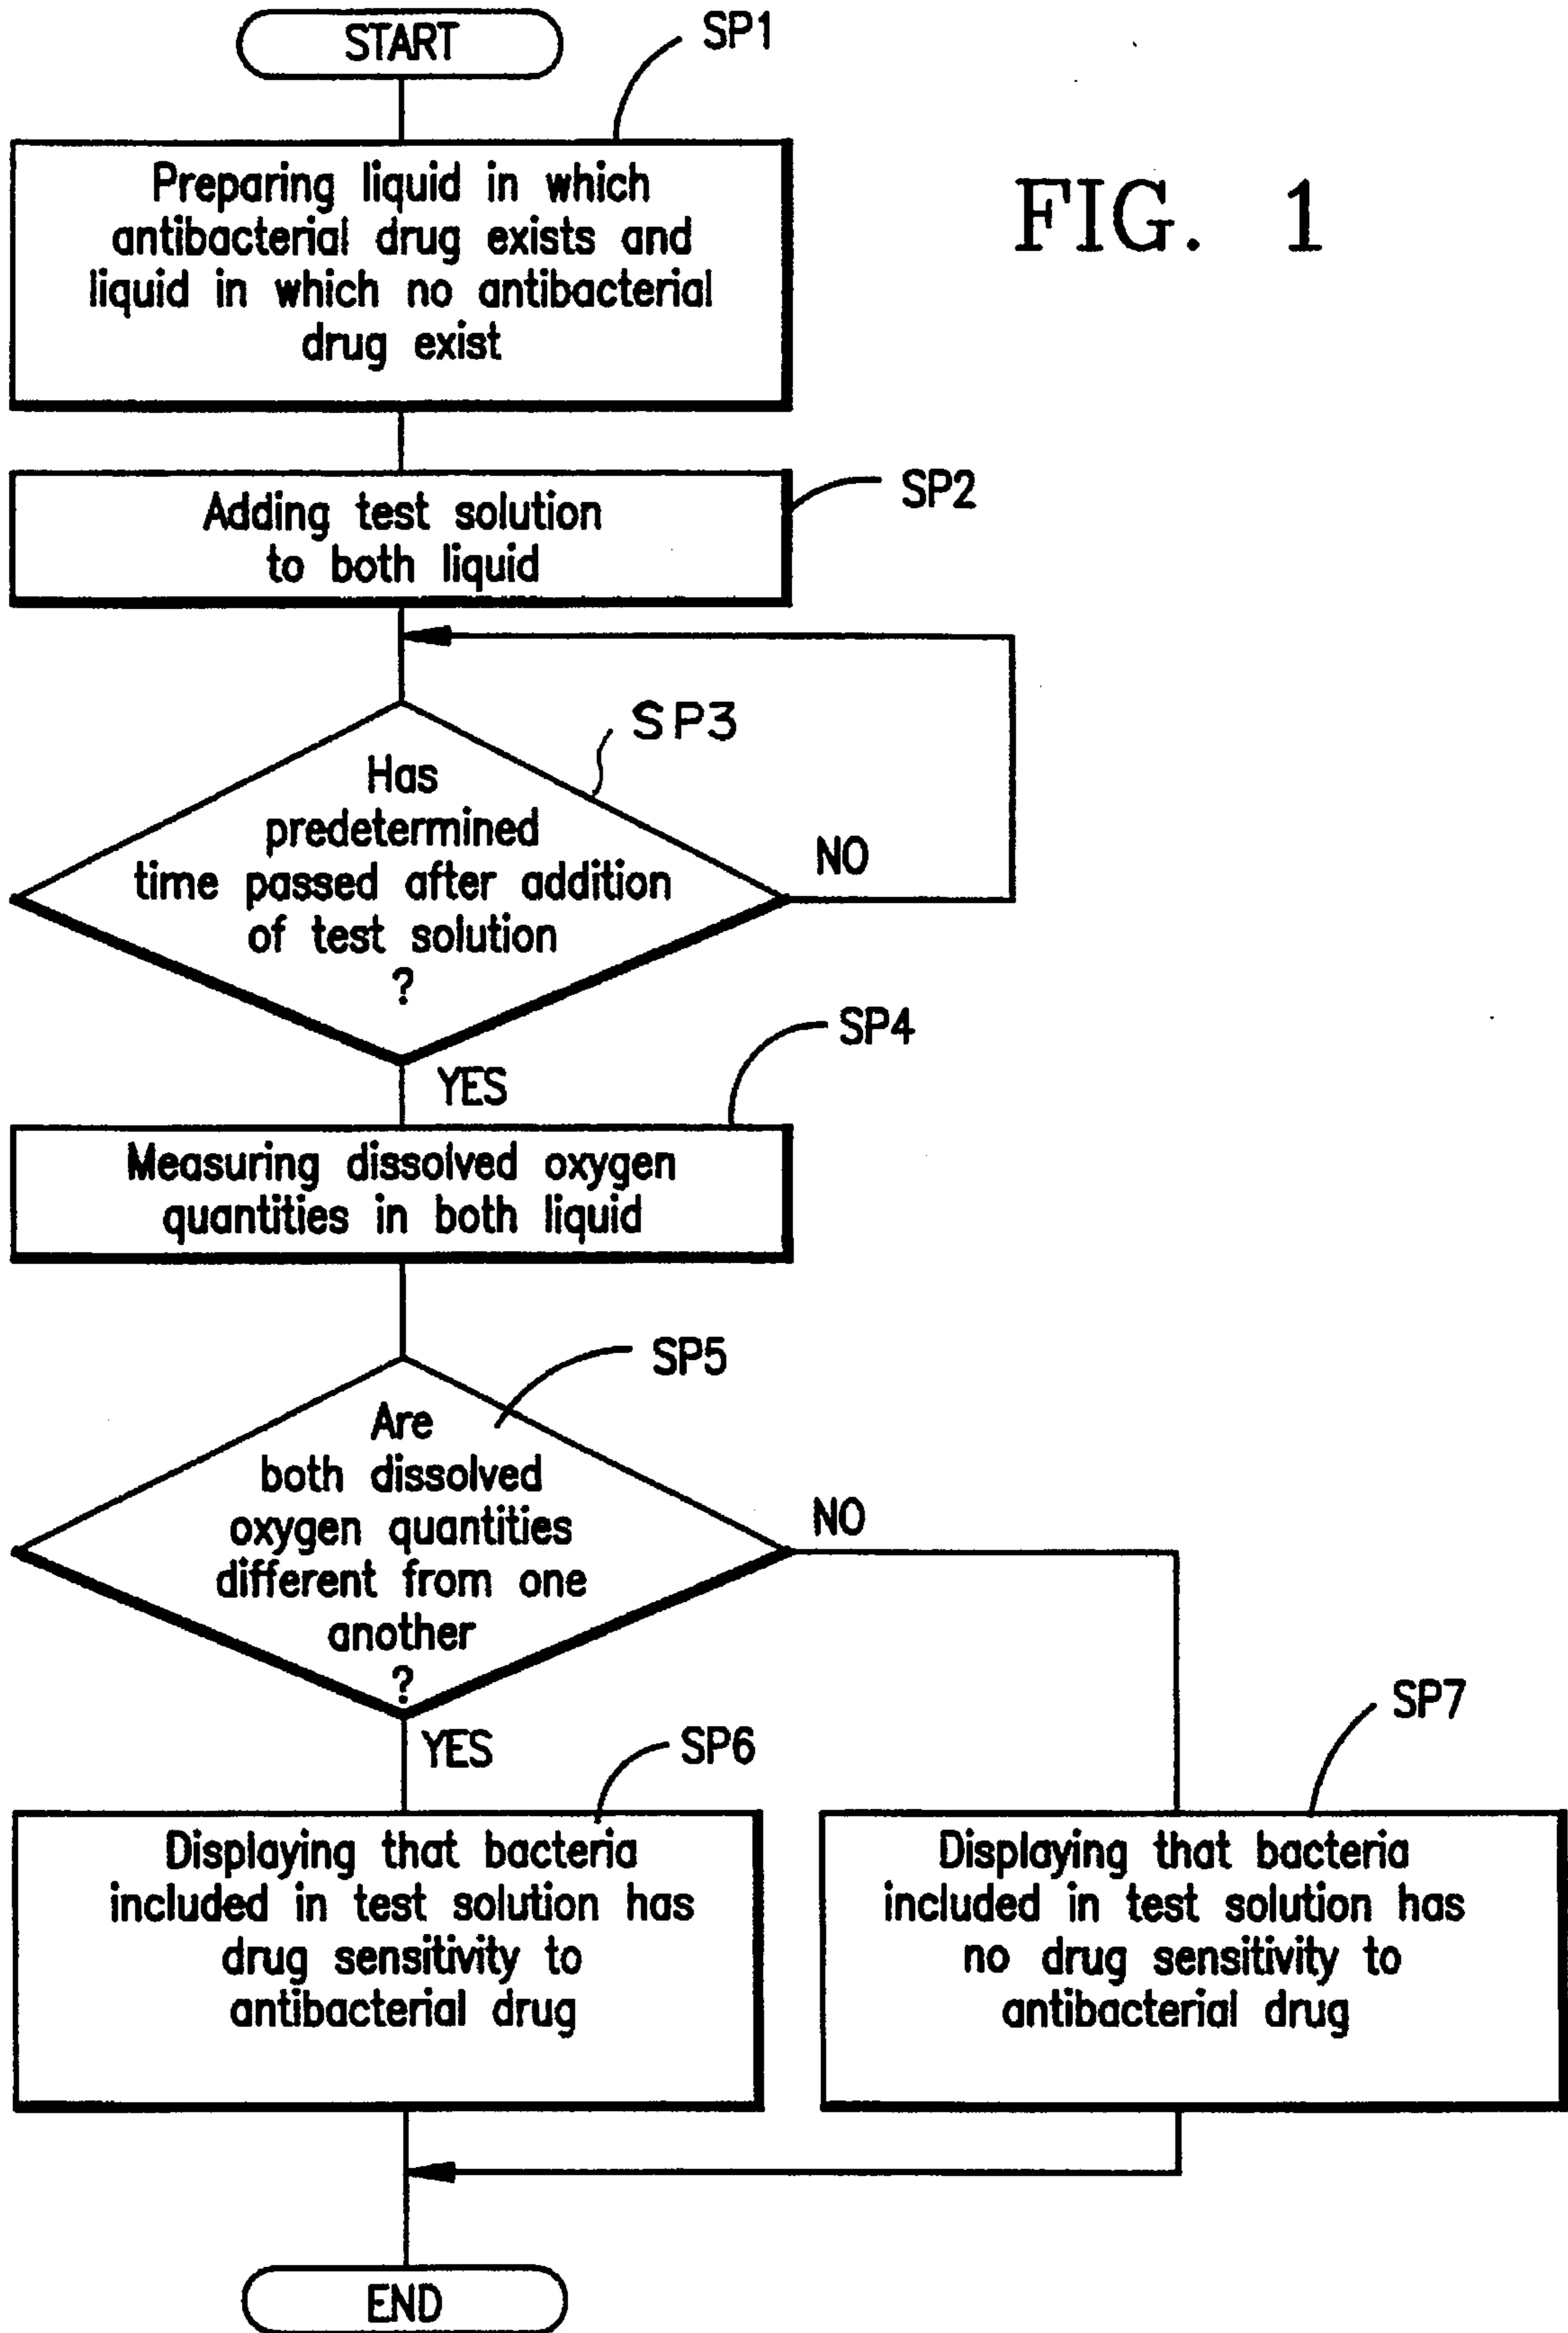 START
SP1
Preparing liquid in which
antibacterial drug exists and
liquid in which no antibacterial
drug exist
FIG. 1
Adding test solution
to both liquid
SP2
SP3
Has
predetermined
time passed after addition
of test solution
?
NO
YES
SP4
Measuring dissolved oxygen
quantities in both liquid
SP5
Are
both dissolved
oxygen quantities
different from one
another
?
NO
YES
SP6
SP7
Displaying that bacteria
included in test solution has
drug sensitivity to
antibacterial drug
Displaying that bacteria
included in test solution has
no drug sensitivity to
antibacterial drug
END